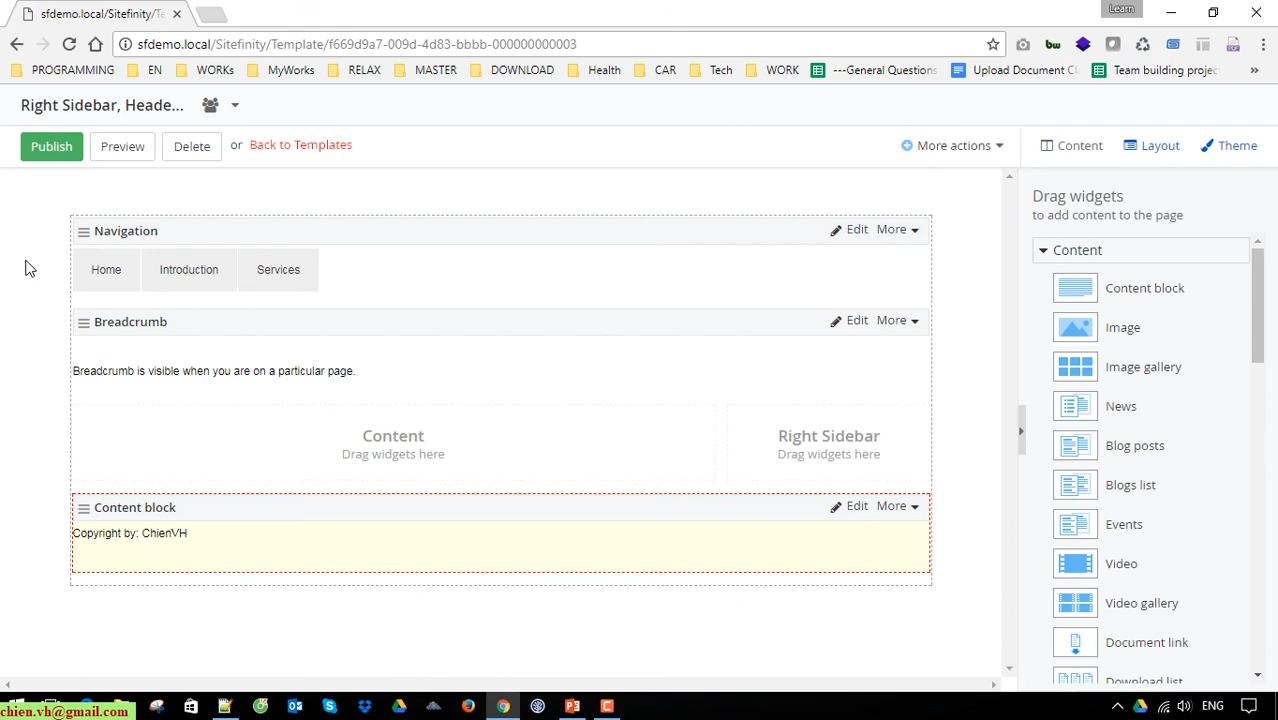 Learn
sfdemo.local/Sitefinity/Te
sfdemo.local/Sitefinity/Template/f669d9a7-009d-4d83-bbbb-000000000003
PROGRAMMING EN WORKs MyWorks RELAX MASTER DOWNLOAD Health CAR Tech WORK ---General Questions Upload Document Team building proje »
Right Sidebar, Heade...
Publish Preview Delete or Back to Templates More actions Content Layout Theme
Drag widgets
to add content to the page
Navigation Edit More
Content
Home Introduction Services
Content block
Image
Breadcrumb Edit More
Image gallery
Breadcrumb is visible when you are on a particular page.
News
Content Right Sidebar
Drag widgets here Drag widgets here
Blog posts
Blogs list
Content block Edit More
Events
Copyright by: ChienVH
Video
Video gallery
Document link
Download list
chien.vh@gmail.com
ENG